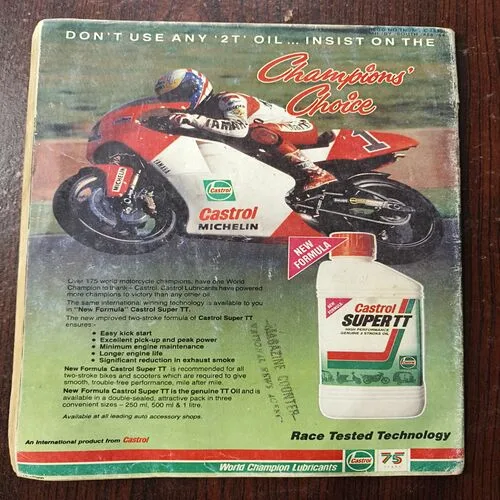 DON'T USE ANY '2T' OIL... INSIST ON THE
Champions'
Choice
YAMAHA
1
Castrol
Castrol
MICHELIN
NEW
FORMULA
Over 175 world motorcycle champions, have one World
Champion to thank - Castrol. Castrol Lubricants have powered
more champions to victory than any other oil.
The same international winning technology is available to you
in "New Formula" Castrol Super TT.
The new improved two-stroke formula of Castrol Super TT
ensures:-
• Easy kick start
• Excellent pick-up and peak power
• Minimum engine maintenance
• Longer engine life
• Significant reduction in exhaust smoke
New Formula Castrol Super TT is recommended for all
two-stroke bikes and scooters which are required to give
smooth, trouble-free performance, mile after mile.
New Formula Castrol Super TT is the genuine TT Oil and is
available in a double-sealed, attractive pack in three
convenient sizes - 250 ml, 500 ml & 1 litre.
Available at all leading auto accessory shops.
NEW
FORMULA
Castrol
SUPER TT
HIGH PERFORMANCE
GENUINE 2 STROKE OIL
Castrol
MAGAZINE COUNTER
An International product from Castrol
Race Tested Technology
World Champion Lubricants
Castrol
75
YEARS